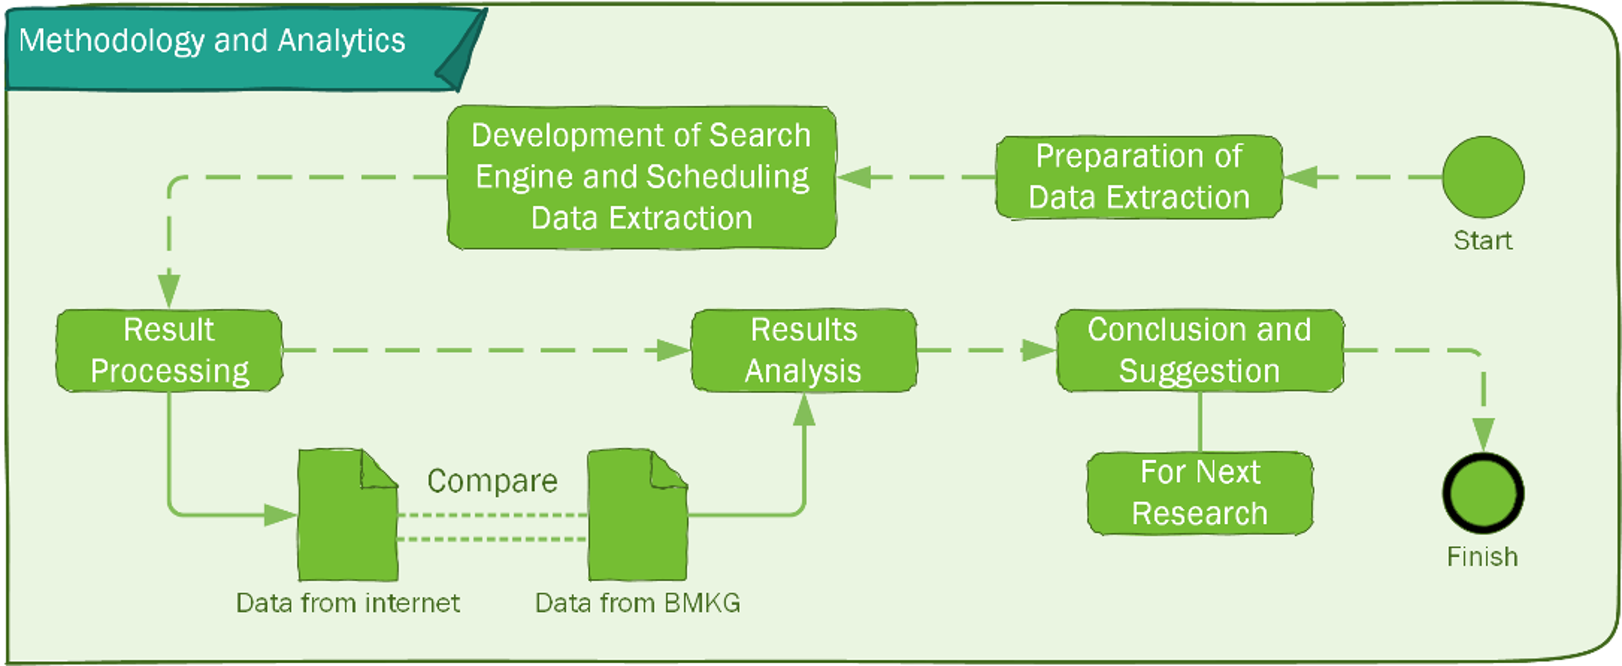 Methodology and Analytics
Development of Search
Engine and Scheduling
Data Extraction
Preparation of
Data Extraction
Start
Result
Processing
Results
Analysis
Conclusion and
Suggestion
Compare
For Next
Research
Data from internet
Data from BMKG
Finish